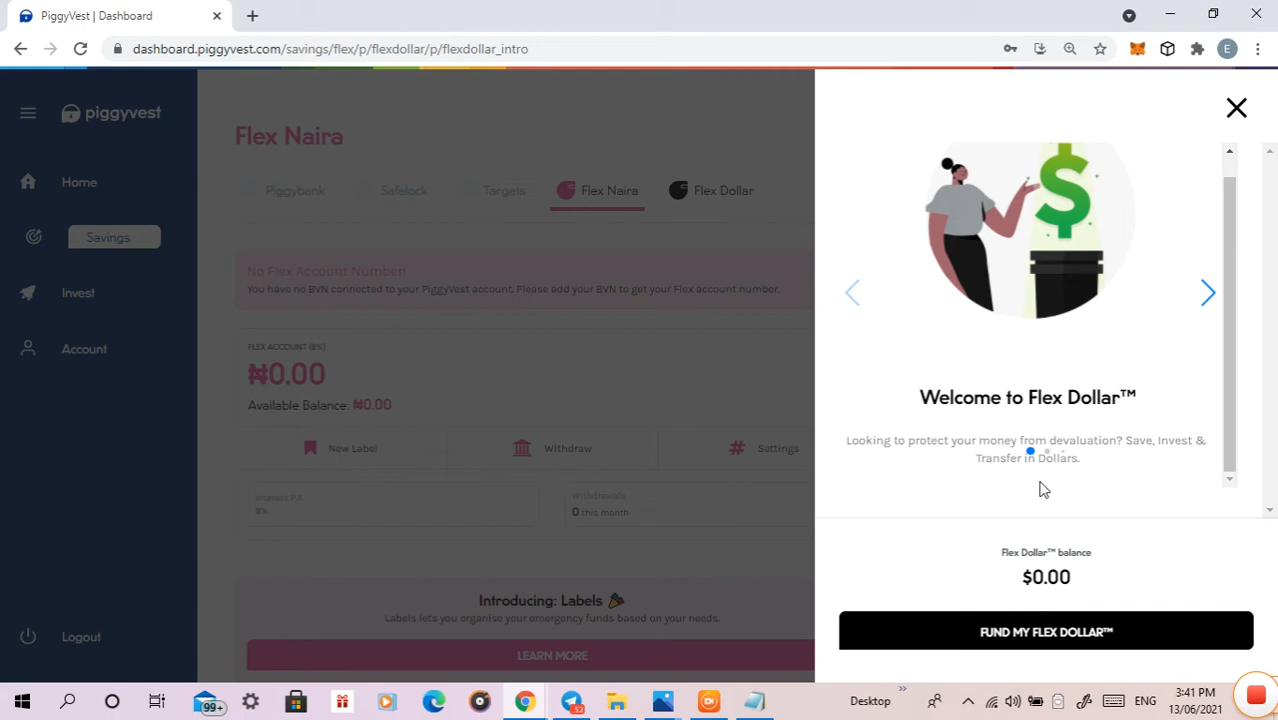 PiggyVest | Dashboard
dashboard.piggyvest.com/savings/flex/p/flexdollar/p/flexdollar_intro
E
piggyvest
Home
Savings
Invest
Account
Logout
Flex Naira
Piggybank
Safelock
Targets
Flex Naira
Flex Dollar
No Flex Account Number!
You have no BVN connected to your PiggyVest account. Please add your BVN to get your Flex account number.
FLEX ACCOUNT (8%)
₦0.00
Available Balance: ₦0.00
New Label
Withdraw
# Settings
Interest P.A.
8%
Withdrawals
0 this month
Introducing: Labels
Labels lets you organise your emergency funds based on your needs.
LEARN MORE
$
Welcome to Flex Dollar™
Looking to protect your money from devaluation? Save, Invest &
Transfer in Dollars.
Flex Dollar™ balance
$0.00
FUND MY FLEX DOLLAR™
99+
52
Desktop
ENG
3:41 PM
13/06/2021